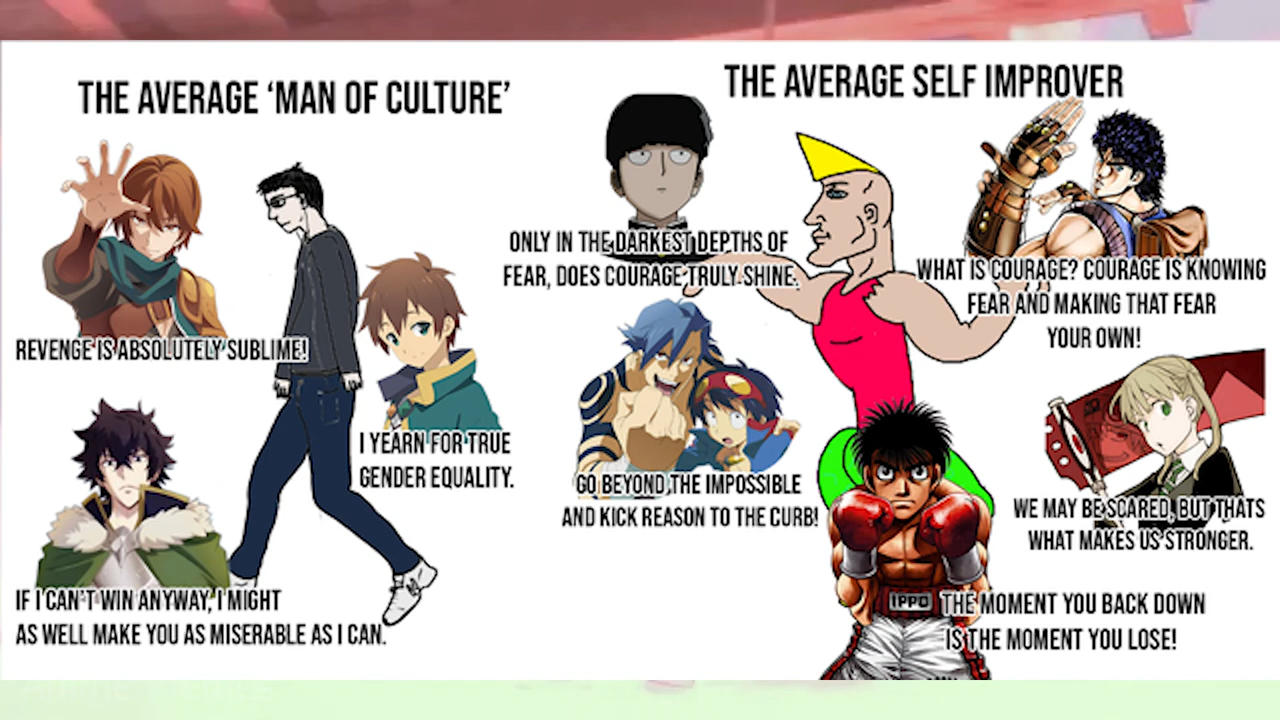 THE AVERAGE 'MAN OF CULTURE'
REVENGE IS ABSOLUTELY SUBLIME!
I YEARN FOR TRUE
GENDER EQUALITY.
IF I CAN'T WIN ANYWAY, I MIGHT
AS WELL MAKE YOU AS MISERABLE AS I CAN.
THE AVERAGE SELF IMPROVER
ONLY IN THE DARKEST DEPTHS OF
FEAR, DOES COURAGE TRULY SHINE.
WHAT IS COURAGE? COURAGE IS KNOWING
FEAR AND MAKING THAT FEAR
YOUR OWN!
GO BEYOND THE IMPOSSIBLE
AND KICK REASON TO THE CURB!
WE MAY BE SCARED, BUT THATS
WHAT MAKES US STRONGER.
IPPO
THE MOMENT YOU BACK DOWN
IS THE MOMENT YOU LOSE!